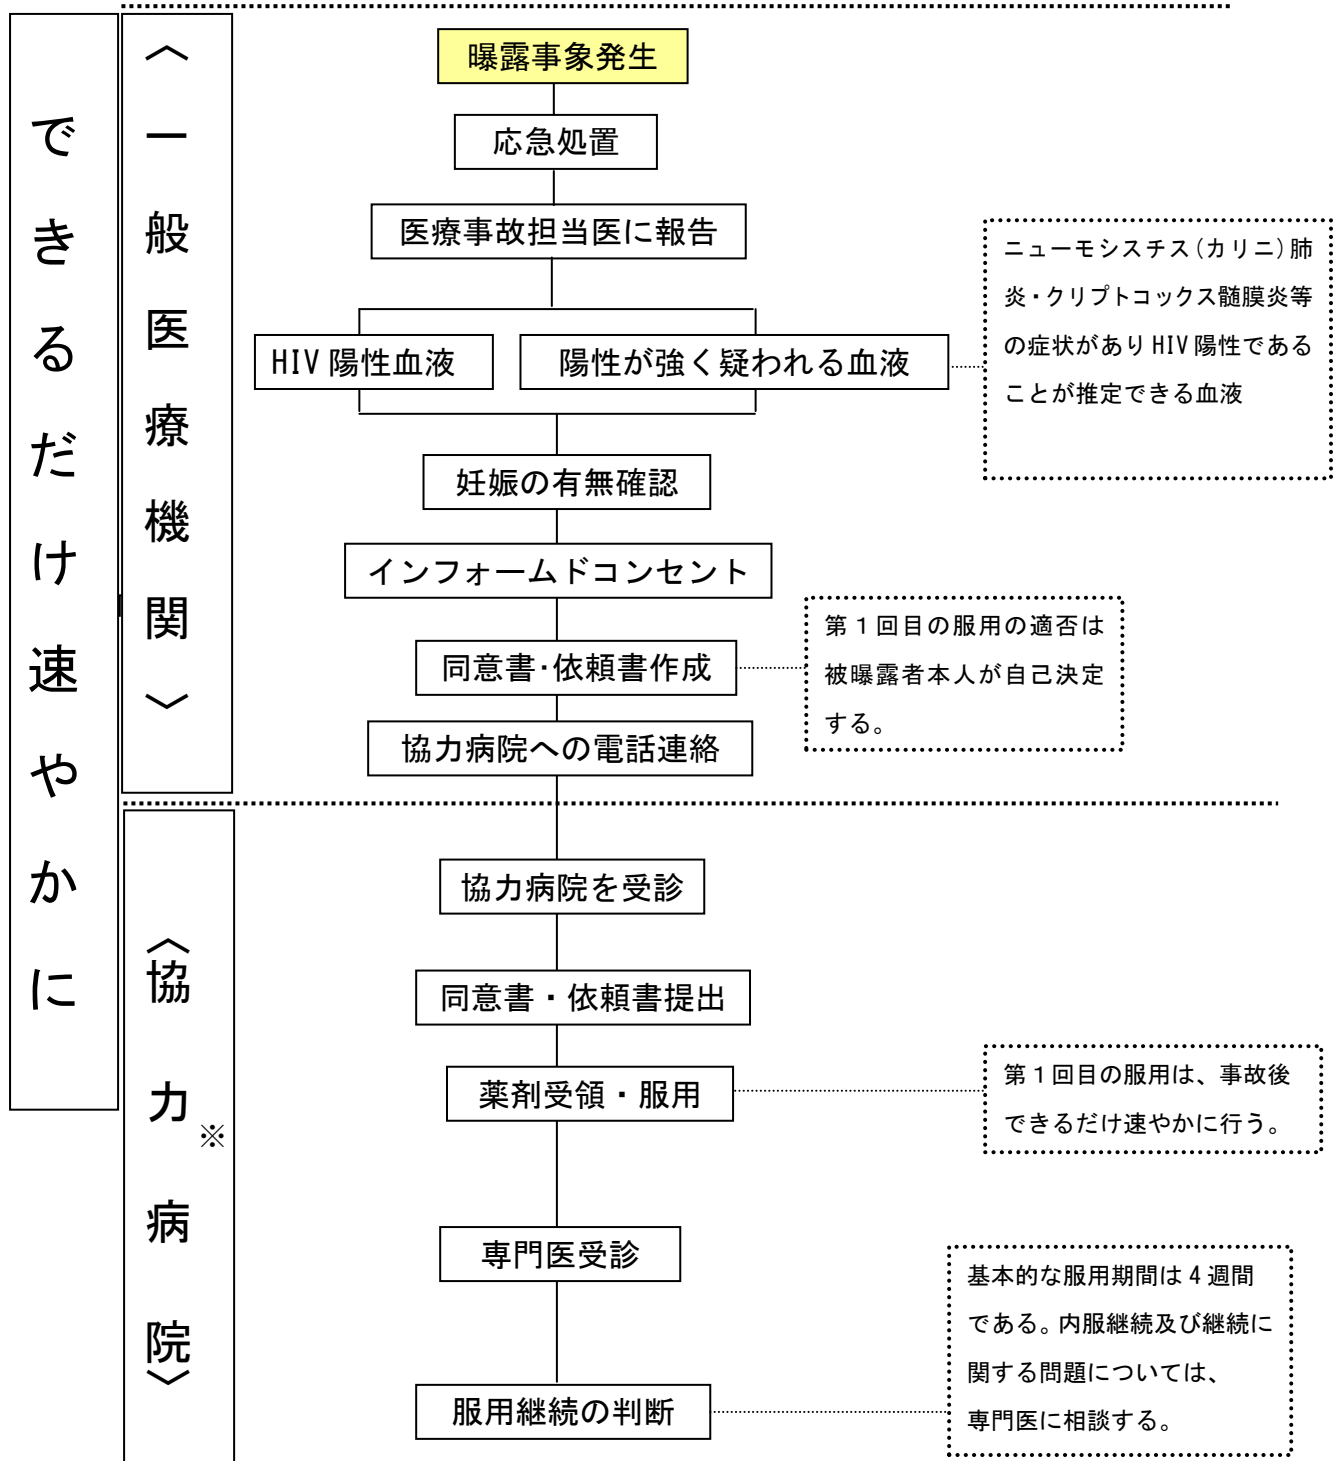 できるだけ速やかに
〈一般医療機関〉
曝露事象発生
応急処置
医療事故担当医に報告
HIV 陽性血液
陽性が強く疑われる血液
ニューモシスチス(カリニ)肺
炎・クリプトコックス髄膜炎等
の症状があり HIV 陽性である
ことが推定できる血液
妊娠の有無確認
インフォームドコンセント
同意書・依頼書作成
第1回目の服用の適否は
被曝露者本人が自己決定
する。
協力病院への電話連絡
〈協力病院〉
※
協力病院を受診
同意書・依頼書提出
薬剤受領・服用
第1回目の服用は、事故後
できるだけ速やかに行う。
専門医受診
服用継続の判断
基本的な服用期間は4週間
である。内服継続及び継続に
関する問題については、
専門医に相談する。